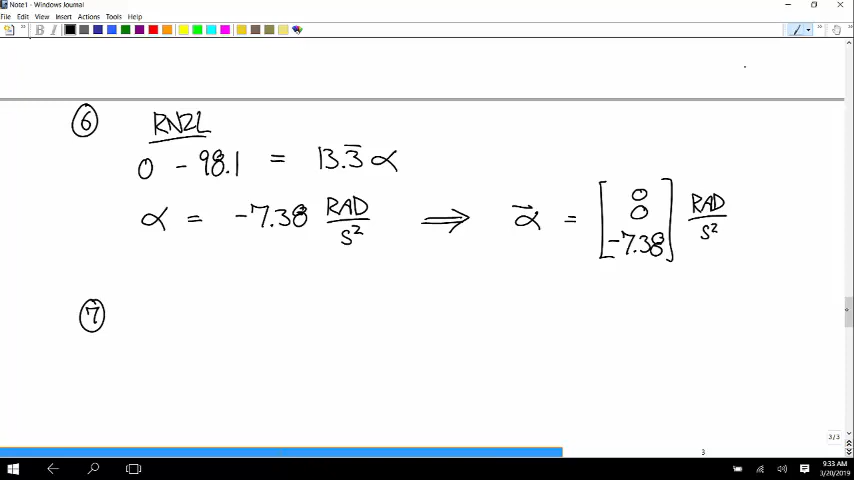 Note1 - Windows Journal
File Edit View Insert Actions Tools Help
B I
⑥ RN2L
0 - 98.1 = 13.3̅ α
α = -7.38 RAD/S² ⟹ α⃗ = [0 0 -7.38] RAD/S²
⑦
3/3
3
9:33 AM
3/20/2019